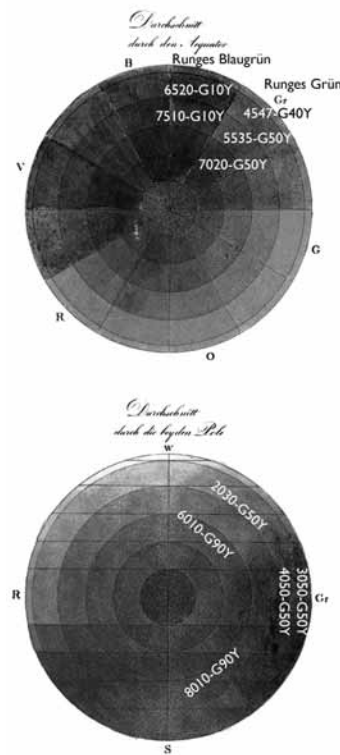 Durchschnitt
durch den Aequator
B
Runges Blaugrün
6520-G10Y
7510-G10Y
Runges Grün
Gr
4547-G40Y
5535-G50Y
7020-G50Y
V
G
R
O
Durchschnitt
durch die beyden Pole
W
2030-G50Y
6010-G90Y
R
3050-G50Y
4050-G50Y
Gr
8010-G90Y
S